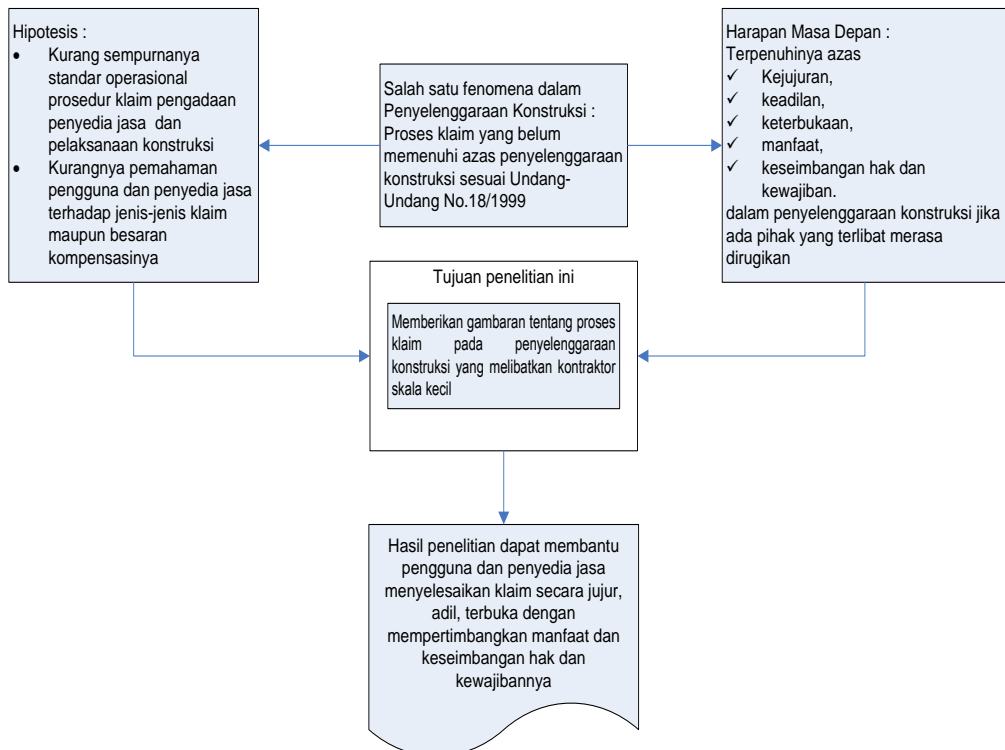 Hipotesis :
• Kurang sempurnanya
standar operasional
prosedur klaim pengadaan
penyedia jasa dan
pelaksanaan konstruksi
• Kurangnya pemahaman
pengguna dan penyedia jasa
terhadap jenis-jenis klaim
maupun besaran
kompensasinya
Salah satu fenomena dalam
Penyelenggaraan Konstruksi :
Proses klaim yang belum
memenuhi azas penyelenggaraan
konstruksi sesuai Undang-
Undang No.18/1999
Harapan Masa Depan :
Terpenuhinya azas
✓ Kejujuran,
✓ keadilan,
✓ keterbukaan,
✓ manfaat,
✓ keseimbangan hak dan
kewajiban.
dalam penyelenggaraan konstruksi jika
ada pihak yang terlibat merasa
dirugikan
Tujuan penelitian ini
Memberikan gambaran tentang proses
klaim pada penyelenggaraan
konstruksi yang melibatkan kontraktor
skala kecil
Hasil penelitian dapat membantu
pengguna dan penyedia jasa
menyelesaikan klaim secara jujur,
adil, terbuka dengan
mempertimbangkan manfaat dan
keseimbangan hak dan
kewajibannya